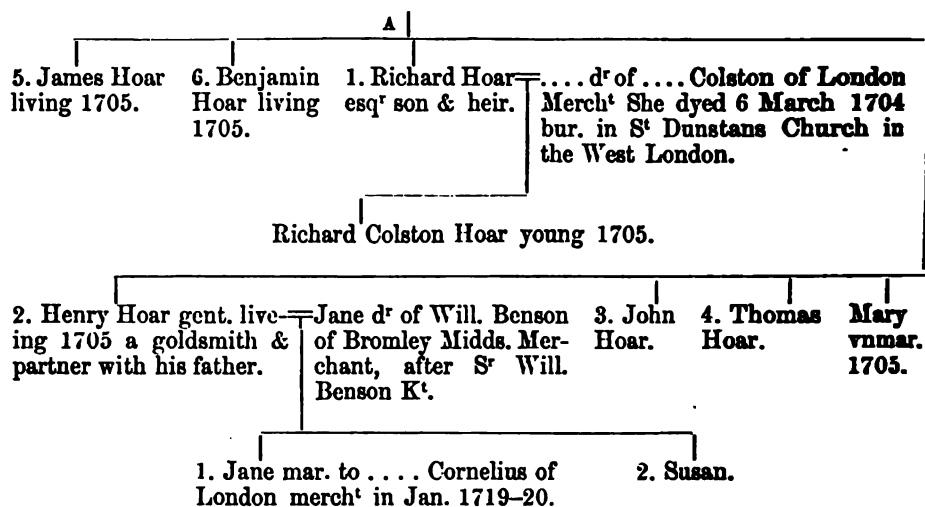 A
5. James Hoar
living 1705.
6. Benjamin
Hoar living
1705.
1. Richard Hoar
esqʳ son & heir.
.... dʳ of .... Colston of London
Merchᵗ She dyed 6 March 1704
bur. in Sᵗ Dunstans Church in
the West London.
Richard Colston Hoar young 1705.
2. Henry Hoar gent. liv-
ing 1705 a goldsmith &
partner with his father.
Jane dʳ of Will. Benson
of Bromley Midds. Mer-
chant, after Sʳ Will.
Benson Kᵗ.
3. John
Hoar.
4. Thomas
Hoar.
Mary
vnmar.
1705.
1. Jane mar. to .... Cornelius of
London merchᵗ in Jan. 1719–20.
2. Susan.